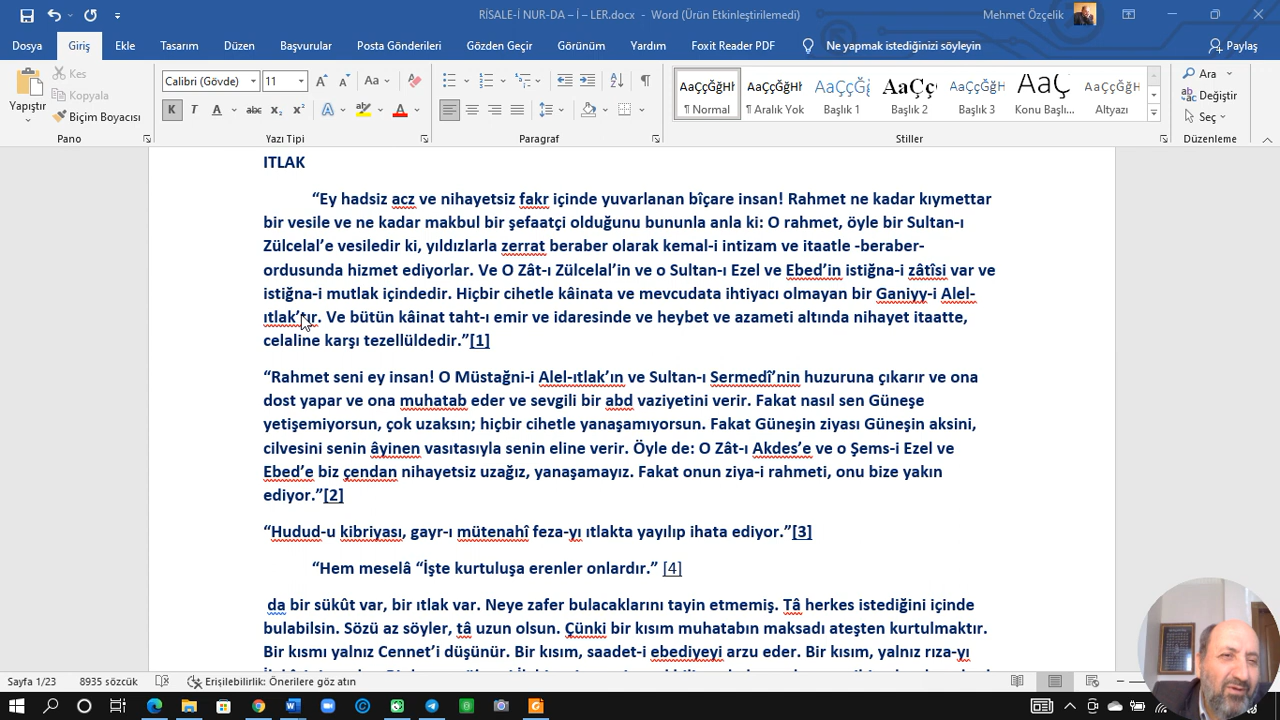 RİSALE-İ NUR-DA – İ – LER.docx - Word (Ürün Etkinleştirilemedi)
Mehmet Özçelik
Dosya Giriş Ekle Tasarım Düzen Başvurular Posta Gönderileri Gözden Geçir Görünüm Yardım Foxit Reader PDF Ne yapmak istediğinizi söyleyin Paylaş
Yapıştır
Kes
Kopyala
Biçim Boyacısı
Pano
Calibri (Gövde) 11
Yazı Tipi
Paragraf
AaÇçĞğHł AaÇçĞğHł AaÇçĞğH AaÇç AaÇçĞğH AaÇ AaÇçĞğHh
¶ Normal ¶ Aralık Yok Başlık 1 Başlık 2 Başlık 3 Konu Başlı... Altyazı
Stiller
Ara
Değiştir
Seç
Düzenleme
ITLAK
“Ey hadsiz acz ve nihayetsiz fakr içinde yuvarlanan bîçare insan! Rahmet ne kadar kıymettar
bir vesile ve ne kadar makbul bir şefaatçi olduğunu bununla anla ki: O rahmet, öyle bir Sultan-ı
Zülcelal’e vesiledir ki, yıldızlarla zerrat beraber olarak kemal-i intizam ve itaatle -beraber-
ordusunda hizmet ediyorlar. Ve O Zât-ı Zülcelal’in ve o Sultan-ı Ezel ve Ebed’in istiğna-i zâtîsi var ve
istiğna-i mutlak içindedir. Hiçbir cihetle kâinata ve mevcudata ihtiyacı olmayan bir Ganiyy-i Alel-
ıtlak’tır. Ve bütün kâinat taht-ı emir ve idaresinde ve heybet ve azameti altında nihayet itaatte,
celaline karşı tezellüldedir.”[1]
“Rahmet seni ey insan! O Müstağni-i Alel-ıtlak’ın ve Sultan-ı Sermedî’nin huzuruna çıkarır ve ona
dost yapar ve ona muhatab eder ve sevgili bir abd vaziyetini verir. Fakat nasıl sen Güneşe
yetişemiyorsun, çok uzaksın; hiçbir cihetle yanaşamıyorsun. Fakat Güneşin ziyası Güneşin aksini,
cilvesini senin âyinen vasıtasıyla senin eline verir. Öyle de: O Zât-ı Akdes’e ve o Şems-i Ezel ve
Ebed’e biz çendan nihayetsiz uzağız, yanaşamayız. Fakat onun ziya-i rahmeti, onu bize yakın
ediyor.”[2]
“Hudud-u kibriyası, gayr-ı mütenahî feza-yı ıtlakta yayılıp ihata ediyor.”[3]
“Hem meselâ “İşte kurtuluşa erenler onlardır.” [4]
da bir sükût var, bir ıtlak var. Neye zafer bulacaklarını tayin etmemiş. Tâ herkes istediğini içinde
bulabilsin. Sözü az söyler, tâ uzun olsun. Çünki bir kısım muhatabın maksadı ateşten kurtulmaktır.
Bir kısmı yalnız Cennet’i düşünür. Bir kısım, saadet-i ebediyeyi arzu eder. Bir kısım, yalnız rıza-yı
Sayfa 1/23 8935 sözcük Erişilebilirlik: Önerilere göz atın